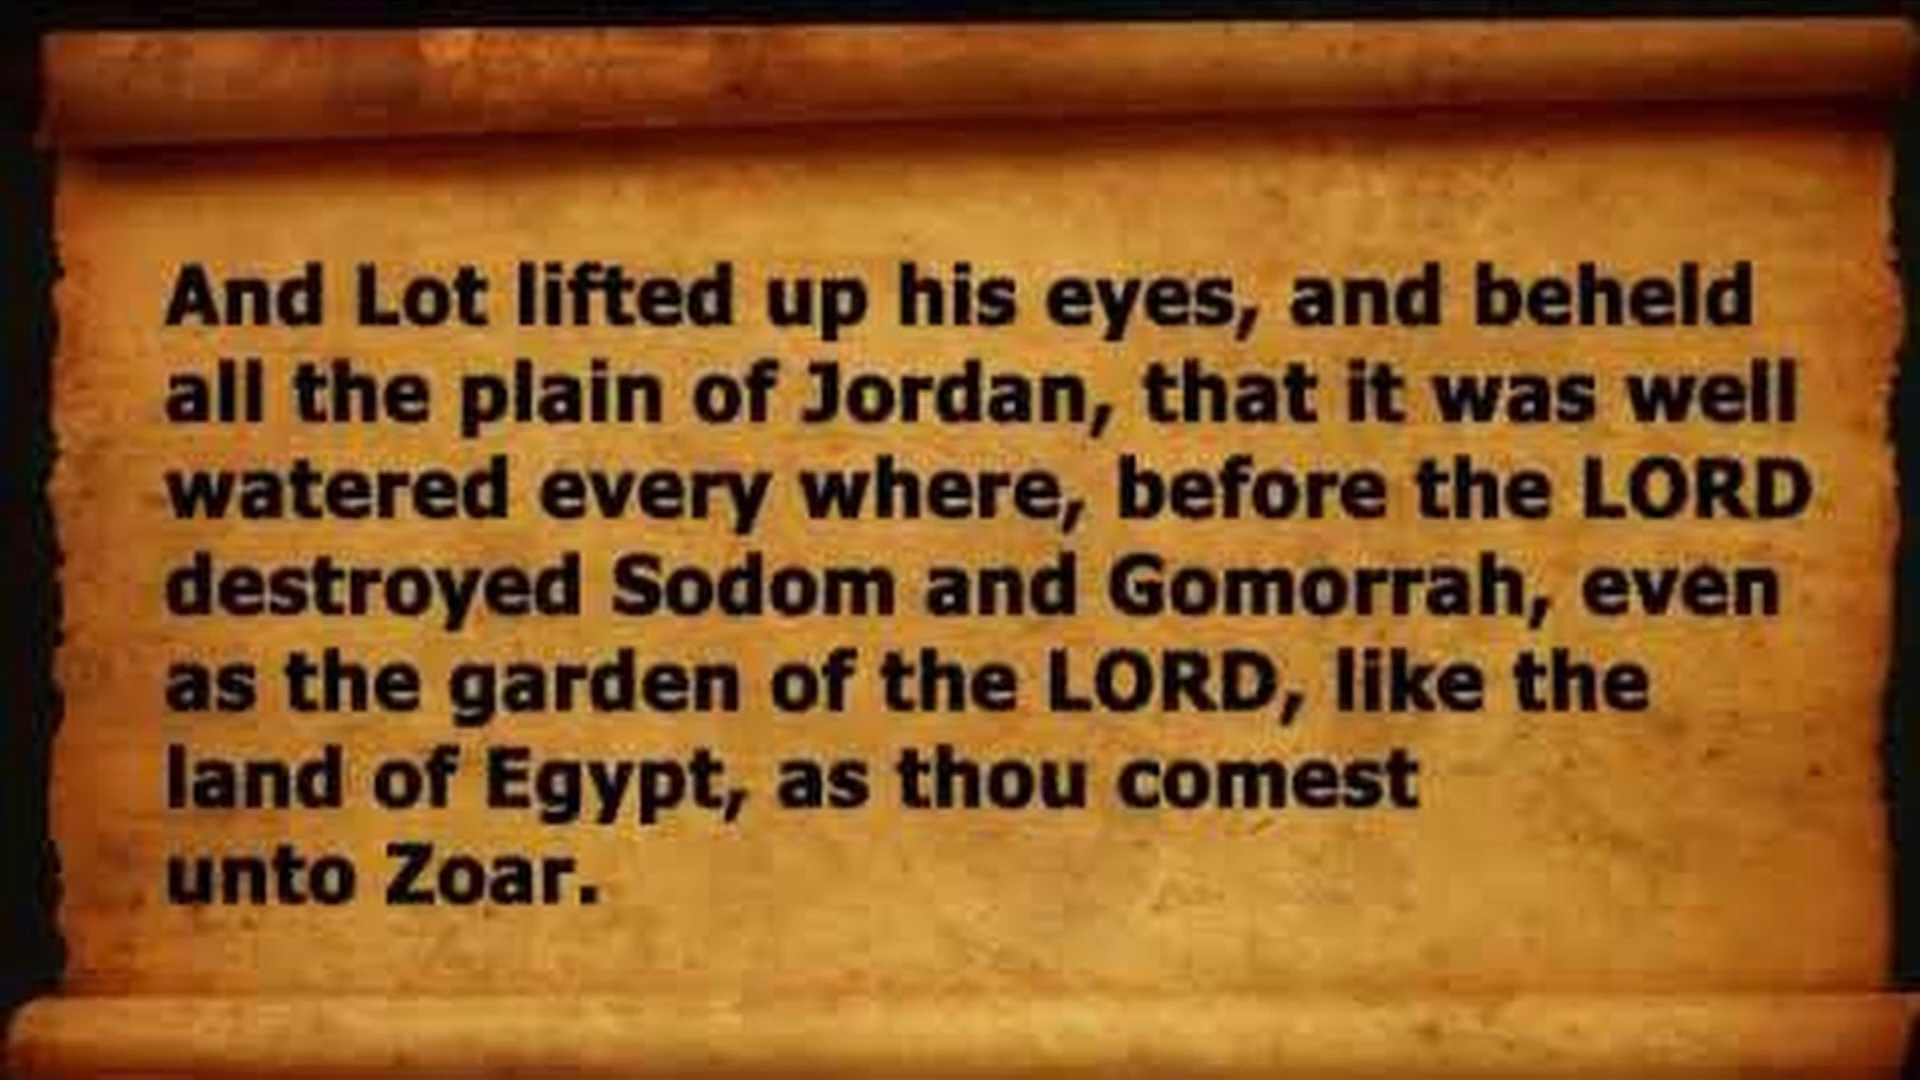 And Lot lifted up his eyes, and beheld
all the plain of Jordan, that it was well
watered every where, before the LORD
destroyed Sodom and Gomorrah, even
as the garden of the LORD, like the
land of Egypt, as thou comest
unto Zoar.